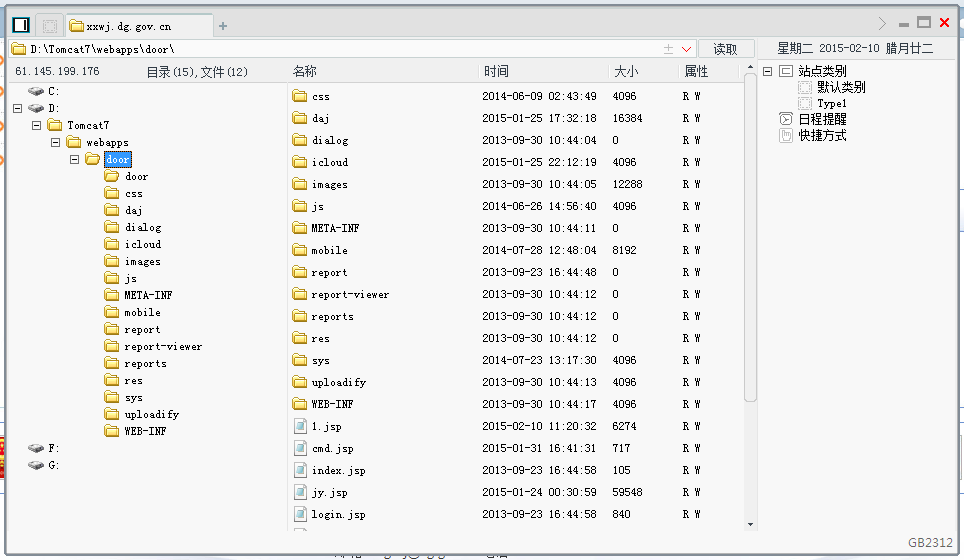 xxwj.dg.gov.cn
D:\Tomcat7\webapps\door\
读取
星期二 2015-02-10 腊月廿二
61.145.199.176 目录(15),文件(12)
C:
D:
Tomcat7
webapps
door
door
css
daj
dialog
icloud
images
js
META-INF
mobile
report
report-viewer
reports
res
sys
uploadify
WEB-INF
F:
G:
名称 时间 大小 属性
css 2014-06-09 02:43:49 4096 R W
daj 2015-01-25 17:32:18 16384 R W
dialog 2013-09-30 10:44:04 0 R W
icloud 2015-01-25 22:12:19 4096 R W
images 2013-09-30 10:44:05 12288 R W
js 2014-06-26 14:56:40 4096 R W
META-INF 2013-09-30 10:44:11 0 R W
mobile 2014-07-28 12:48:04 8192 R W
report 2013-09-23 16:44:48 0 R W
report-viewer 2013-09-30 10:44:12 0 R W
reports 2013-09-30 10:44:12 0 R W
res 2013-09-30 10:44:12 0 R W
sys 2014-07-23 13:17:30 4096 R W
uploadify 2013-09-30 10:44:13 4096 R W
WEB-INF 2013-09-30 10:44:17 4096 R W
1.jsp 2015-02-10 11:20:32 6274 R W
cmd.jsp 2015-01-31 16:41:31 717 R W
index.jsp 2013-09-23 16:44:58 105 R W
jy.jsp 2015-01-24 00:30:59 59548 R W
login.jsp 2013-09-23 16:44:58 840 R W
站点类别
默认类别
Type1
日程提醒
快捷方式
GB2312